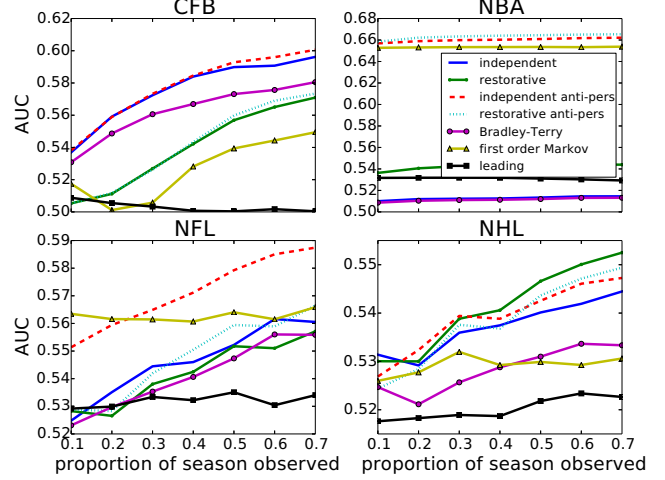 CFB
NBA
0.62
0.60
0.58
0.56
0.54
0.52
0.50
AUC
0.68
0.66
0.64
0.62
0.60
0.58
0.56
0.54
0.52
0.50
independent
restorative
independent anti-pers
restorative anti-pers
Bradley-Terry
first order Markov
leading
NFL
NHL
0.59
0.58
0.57
0.56
0.55
0.54
0.53
0.52
AUC
0.55
0.54
0.53
0.52
0.1 0.2 0.3 0.4 0.5 0.6 0.7
0.1 0.2 0.3 0.4 0.5 0.6 0.7
proportion of season observed
proportion of season observed